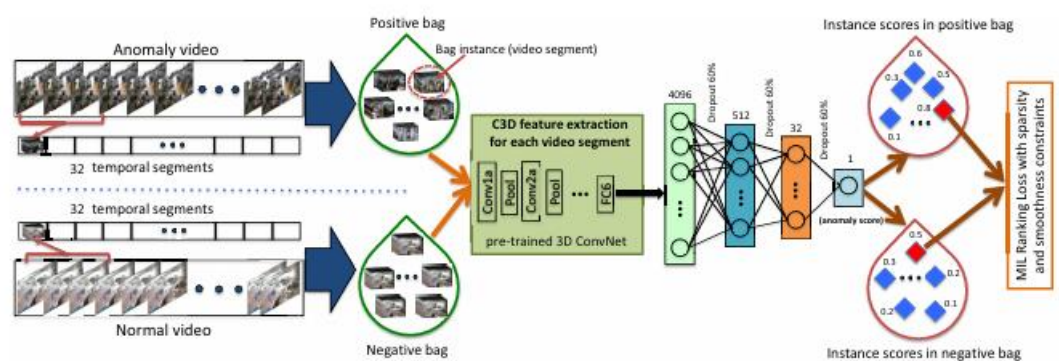 Anomaly video
32 temporal segments
32 temporal segments
Normal video
Positive bag
Bag instance (video segment)
Negative bag
C3D feature extraction
for each video segment
Conv1a
Pool
Conv2a
Pool
...
FC6
pre-trained 3D ConvNet
4096
Dropout 60%
512
Dropout 60%
32
Dropout 60%
1
(anomaly score)
Instance scores in positive bag
0.6
0.3
0.5
0.8
0.1
0.5
0.3
0.2
0.2
0.1
Instance scores in negative bag
MIL Ranking Loss with sparsity
and smoothness constraints